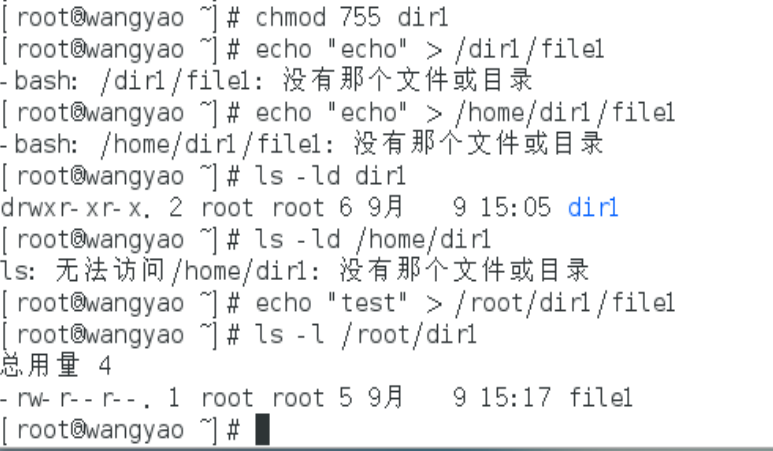 [root@wangyao ~]# chmod 755 dir1
[root@wangyao ~]# echo "echo" > /dir1/file1
-bash: /dir1/file1: 没有那个文件或目录
[root@wangyao ~]# echo "echo" > /home/dir1/file1
-bash: /home/dir1/file1: 没有那个文件或目录
[root@wangyao ~]# ls -ld dir1
drwxr-xr-x. 2 root root 6 9月   9 15:05 dir1
[root@wangyao ~]# ls -ld /home/dir1
ls: 无法访问/home/dir1: 没有那个文件或目录
[root@wangyao ~]# echo "test" > /root/dir1/file1
[root@wangyao ~]# ls -l /root/dir1
总用量 4
-rw-r--r--. 1 root root 5 9月   9 15:17 file1
[root@wangyao ~]#